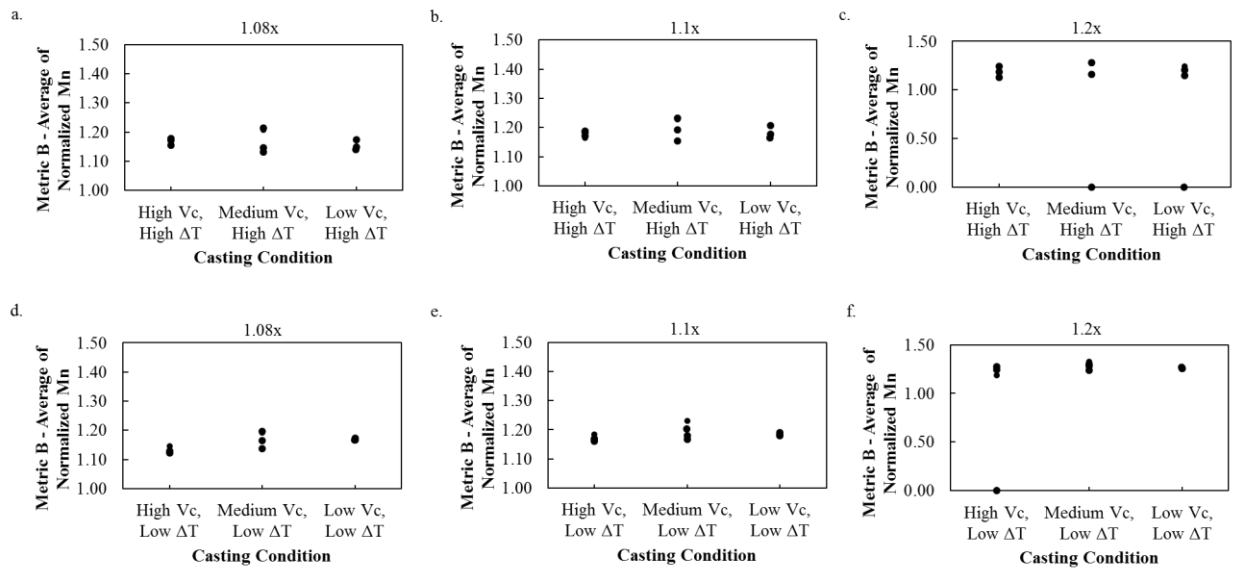 a.
1.08x
Metric B - Average of
Normalized Mn
1.50
1.40
1.30
1.20
1.10
1.00
High Vc,
High ΔT
Medium Vc,
High ΔT
Low Vc,
High ΔT
Casting Condition
b.
1.1x
Metric B - Average of
Normalized Mn
1.50
1.40
1.30
1.20
1.10
1.00
High Vc,
High ΔT
Medium Vc,
High ΔT
Low Vc,
High ΔT
Casting Condition
c.
1.2x
Metric B - Average of
Normalized Mn
1.50
1.00
0.50
0.00
High Vc,
High ΔT
Medium Vc,
High ΔT
Low Vc,
High ΔT
Casting Condition
d.
1.08x
Metric B - Average of
Normalized Mn
1.50
1.40
1.30
1.20
1.10
1.00
High Vc,
Low ΔT
Medium Vc,
Low ΔT
Low Vc,
Low ΔT
Casting Condition
e.
1.1x
Metric B - Average of
Normalized Mn
1.50
1.40
1.30
1.20
1.10
1.00
High Vc,
Low ΔT
Medium Vc,
Low ΔT
Low Vc,
Low ΔT
Casting Condition
f.
1.2x
Metric B - Average of
Normalized Mn
1.50
1.00
0.50
0.00
High Vc,
Low ΔT
Medium Vc,
Low ΔT
Low Vc,
Low ΔT
Casting Condition